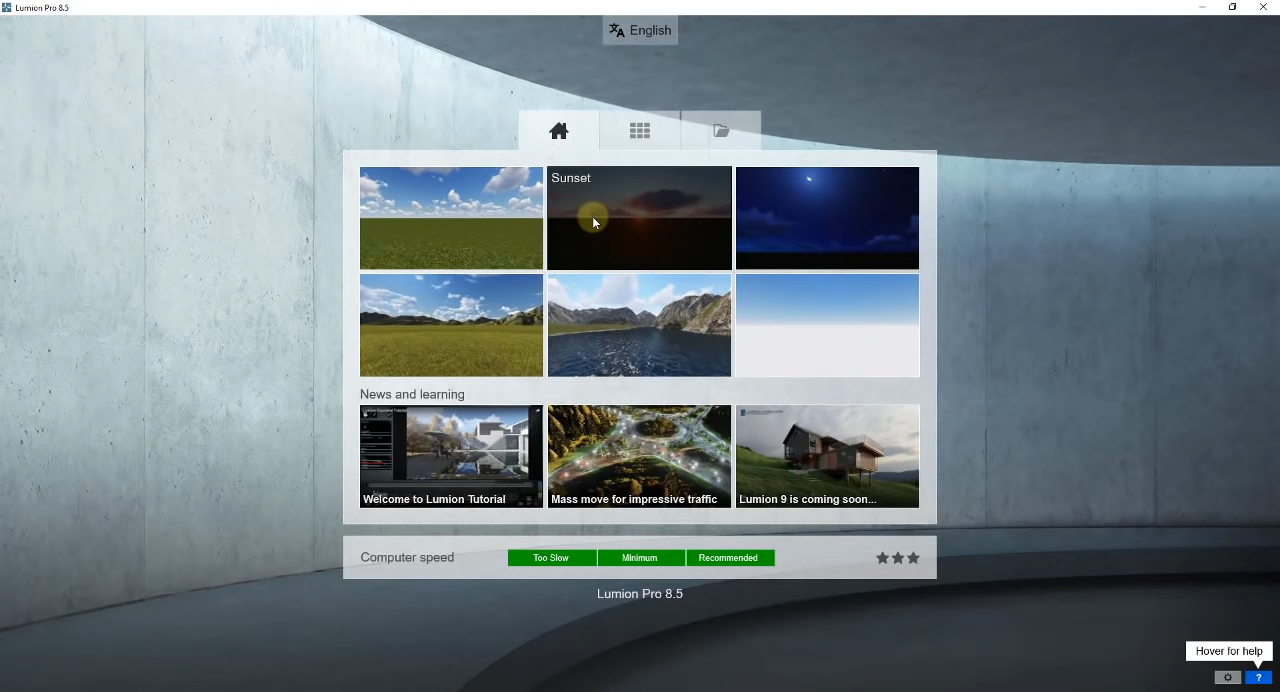 Lumion Pro 8.5
English
Sunset
News and learning
Welcome to Lumion Tutorial
Mass move for impressive traffic
Lumion 9 is coming soon...
Computer speed
Too Slow
Minimum
Recommended
Lumion Pro 8.5
Hover for help
?